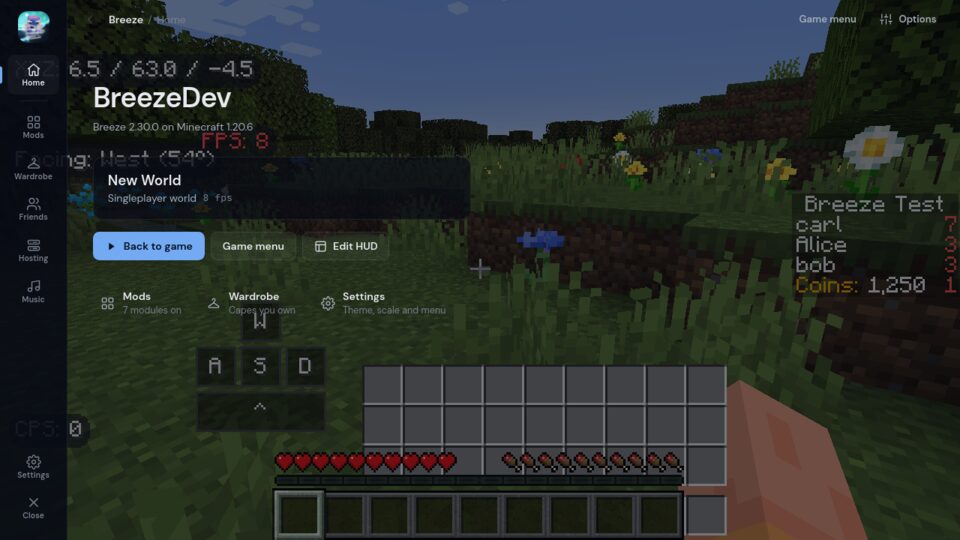 Breeze / Home
Game menu
Options
XYZ: 6.5 / 63.0 / -4.5
Home
BreezeDev
Breeze 2.30.0 on Minecraft 1.20.6
FPS: 8
Mods
Facing: West (54°)
Wardrobe
New World
Singleplayer world 8 fps
Friends
Breeze Test
carl 7
Alice 3
bob 3
Coins: 1,250 1
Hosting
Back to game
Game menu
Edit HUD
Music
Mods
7 modules on
Wardrobe
Capes you own
Settings
Theme, scale and menu
W
A S D
^
CPS: 0
Settings
Close